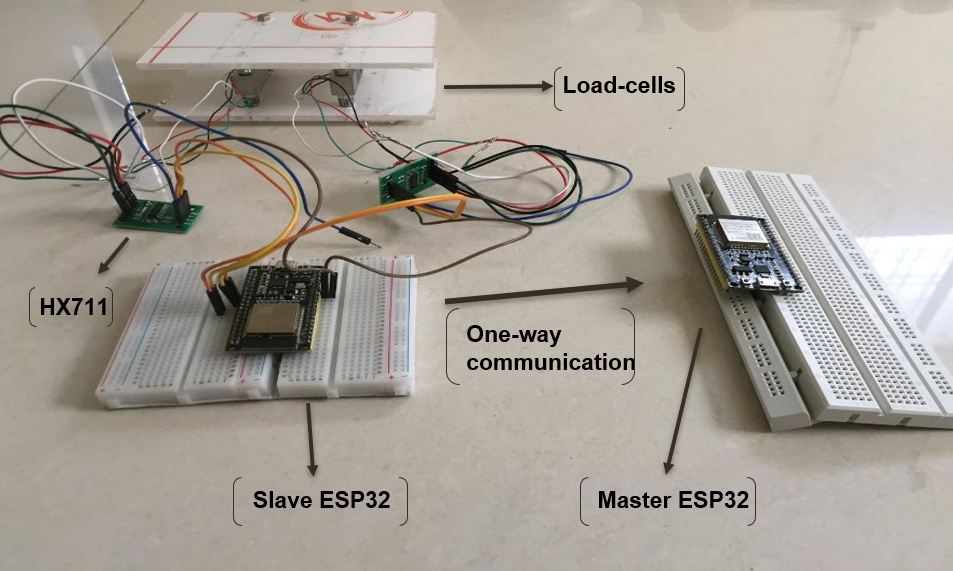 Load-cells
HX711
One-way
communication
Slave ESP32
Master ESP32